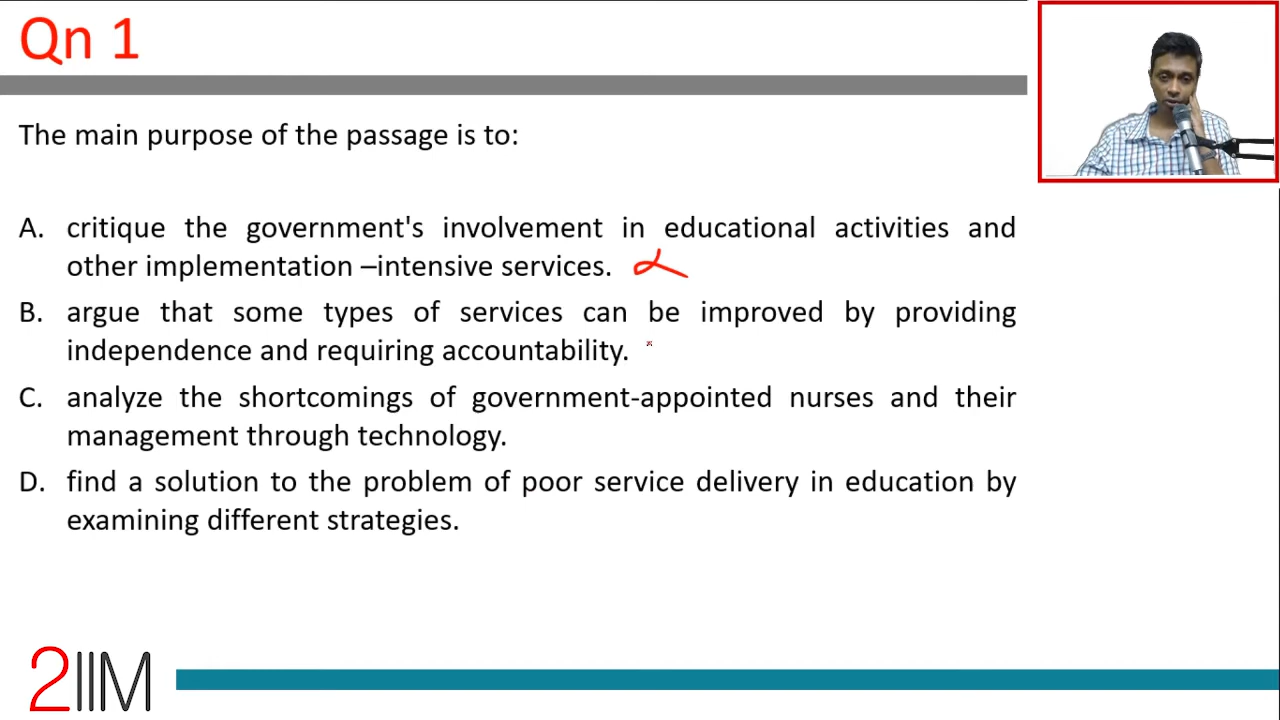 Qn 1
The main purpose of the passage is to:
A. critique the government's involvement in educational activities and
other implementation –intensive services.
B. argue that some types of services can be improved by providing
independence and requiring accountability.
C. analyze the shortcomings of government-appointed nurses and their
management through technology.
D. find a solution to the problem of poor service delivery in education by
examining different strategies.
2IIM